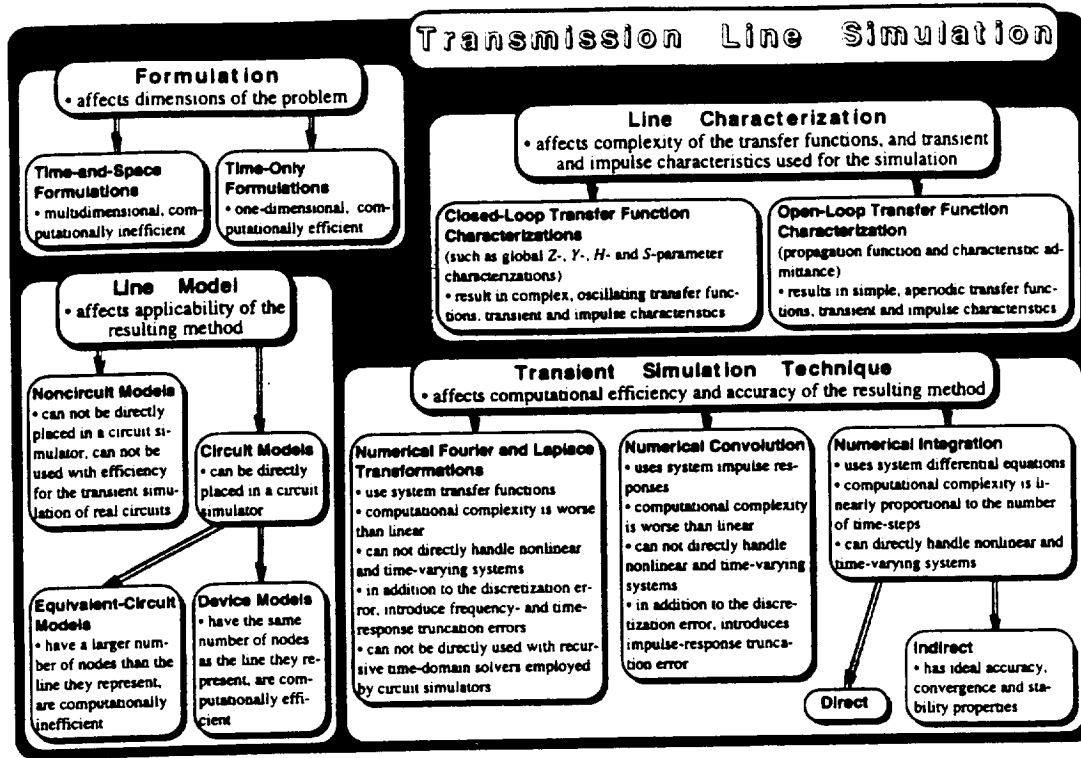 Transmission Line Simulation
Formulation
• affects dimensions of the problem
Time-and-Space
Formulations
• multidimensional, com-
putationally inefficient
Time-Only
Formulations
• one-dimensional, com-
putationally efficient
Line Characterization
• affects complexity of the transfer functions, and transient
and impulse characteristics used for the simulation
Closed-Loop Transfer Function
Characterizations
(such as global Z-, Y-, H- and S-parameter
characterizations)
• result in complex, oscillating transfer func-
tions, transient and impulse characteristics
Open-Loop Transfer Function
Characterization
(propagation function and characteristic ad-
mittance)
• results in simple, aperiodic transfer func-
tions, transient and impulse characteristics
Line Model
• affects applicability of the
resulting method
Noncircuit Models
• can not be directly
placed in a circuit si-
mulator, can not be
used with efficiency
for the transient simu-
lation of real circuits
Circuit Models
• can be directly
placed in a circuit
simulator
Equivalent-Circuit
Models
• have a larger num-
ber of nodes than the
line they represent,
are computationally
inefficient
Device Models
• have the same
number of nodes
as the line they re-
present, are com-
putationally effi-
cient
Transient Simulation Technique
• affects computational efficiency and accuracy of the resulting method
Numerical Fourier and Laplace
Transformations
• use system transfer functions
• computational complexity is worse
than linear
• can not directly handle nonlinear
and time-varying systems
• in addition to the discretization er-
ror, introduce frequency- and time-
response truncation errors
• can not be directly used with recur-
sive time-domain solvers employed
by circuit simulators
Numerical Convolution
• uses system impulse res-
ponses
• computational complexity
is worse than linear
• can not directly handle
nonlinear and time-varying
systems
• in addition to the discre-
tization error, introduces
impulse-response trunca-
tion error
Numerical Integration
• uses system differential equations
• computational complexity is li-
nearly proportional to the number
of time-steps
• can directly handle nonlinear and
time-varying systems
Direct
Indirect
• has ideal accuracy,
convergence and sta-
bility properties